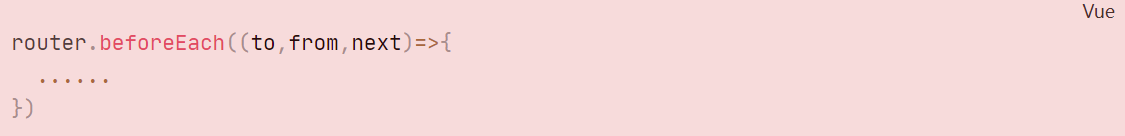 Vue
router.beforeEach((to,from,next)=>{
  ......
})